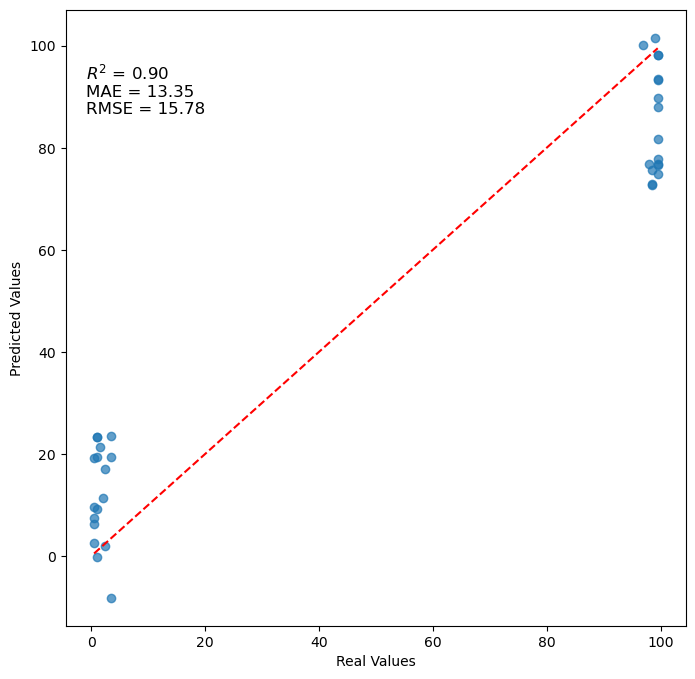 R² = 0.90
MAE = 13.35
RMSE = 15.78
100
80
60
40
20
0
Predicted Values
0 20 40 60 80 100
Real Values